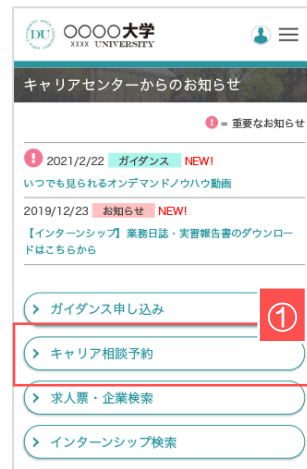 DU 〇〇〇〇大学
XXXX UNIVERSITY
キャリアセンターからのお知らせ
! = 重要なお知らせ
! 2021/2/22 ガイダンス NEW!
いつでも見られるオンデマンドノウハウ動画
2019/12/23 お知らせ NEW!
【インターンシップ】業務日誌・実習報告書のダウンロー
ドはこちらから
> ガイダンス申し込み
①
> キャリア相談予約
> 求人票・企業検索
> インターンシップ検索